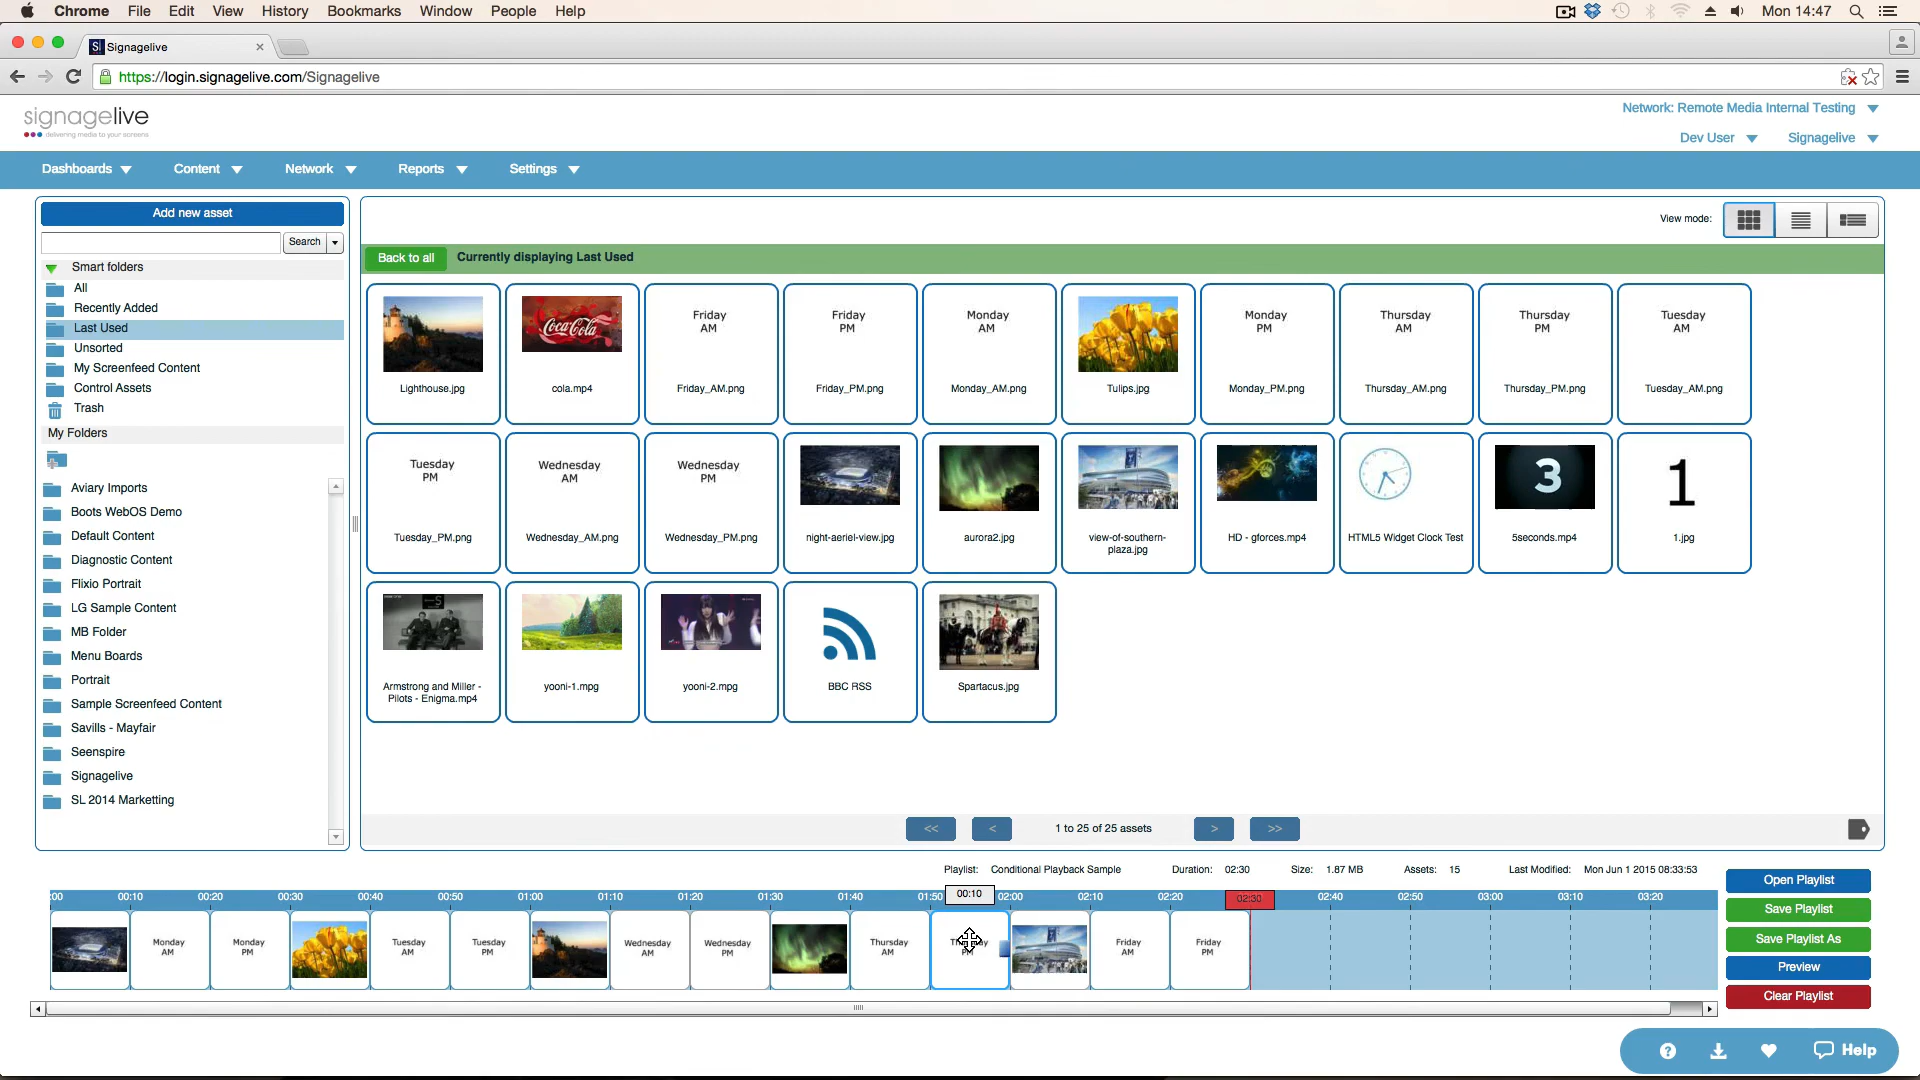 Chrome File Edit View History Bookmarks Window People Help Mon 14:47
Signagelive
https://login.signagelive.com/Signagelive
signagelive
delivering media to your screens
Network: Remote Media Internal Testing
Dev User Signagelive
Dashboards Content Network Reports Settings
Add new asset
View mode:
Search
Back to all Currently displaying Last Used
Smart folders
All
Recently Added
Last Used
Unsorted
My Screenfeed Content
Control Assets
Trash
My Folders
Aviary Imports
Boots WebOS Demo
Default Content
Diagnostic Content
Flixio Portrait
LG Sample Content
MB Folder
Menu Boards
Portrait
Sample Screenfeed Content
Savills - Mayfair
Seenspire
Signagelive
SL 2014 Marketting
Coca-Cola
Friday AM
Friday PM
Monday AM
Monday PM
Thursday AM
Thursday PM
Tuesday AM
Lighthouse.jpg cola.mp4 Friday_AM.png Friday_PM.png Monday_AM.png Tulips.jpg Monday_PM.png Thursday_AM.png Thursday_PM.png Tuesday_AM.png
Tuesday PM
Wednesday AM
Wednesday PM
3
1
Tuesday_PM.png Wednesday_AM.png Wednesday_PM.png night-aeriel-view.jpg aurora2.jpg view-of-southern-plaza.jpg HD - gforces.mp4 HTML5 Widget Clock Test 5seconds.mp4 1.jpg
Armstrong and Miller - Pilots - Enigma.mp4 yooni-1.mpg yooni-2.mpg BBC RSS Spartacus.jpg
<< < 1 to 25 of 25 assets > >>
Playlist: Conditional Playback Sample Duration: 02:30 Size: 1.87 MB Assets: 15 Last Modified: Mon Jun 1 2015 08:33:53
00:10
:00 00:10 00:20 00:30 00:40 00:50 01:00 01:10 01:20 01:30 01:40 01:50 02:00 02:10 02:20 02:30 02:40 02:50 03:00 03:10 03:20
Monday AM
Monday PM
Tuesday AM
Tuesday PM
Wednesday AM
Wednesday PM
Thursday AM
PM
Friday AM
Friday PM
Open Playlist
Save Playlist
Save Playlist As
Preview
Clear Playlist
Help